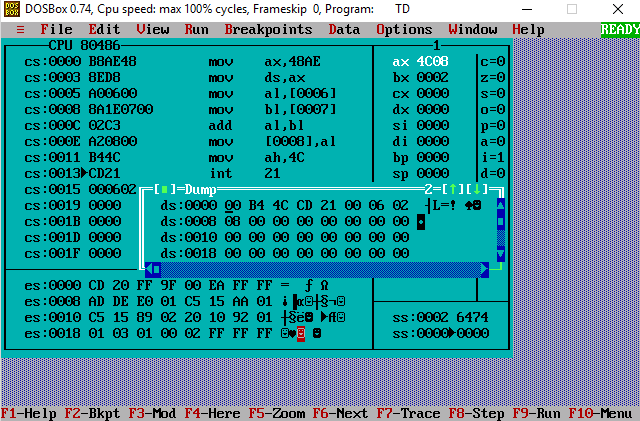 DOSBox 0.74, Cpu speed: max 100% cycles, Frameskip 0, Program: TD
≡ File Edit View Run Breakpoints Data Options Window Help READY
CPU 80486 1
cs:0000 B8AE48 mov ax,48AE ax 4C08 c=0
cs:0003 8ED8 mov ds,ax bx 0002 z=0
cs:0005 A00600 mov al,[0006] cx 0000 s=0
cs:0008 8A1E0700 mov bl,[0007] dx 0000 o=0
cs:000C 02C3 add al,bl si 0000 p=0
cs:000E A20800 mov [0008],al di 0000 a=0
cs:0011 B44C mov ah,4C bp 0000 i=1
cs:0013►CD21 int 21 sp 0000 d=0
cs:0015 000602 [■]=Dump 2=[↑][↓]
cs:0019 ds:0000 00 B4 4C CD 21 00 06 02 ┤L=! ♠☻
cs:001B ds:0008 08 00 00 00 00 00 00 00 ◘
cs:001D ds:0010 00 00 00 00 00 00 00 00
cs:001F ds:0018 00 00 00 00 00 00 00 00
es:0000 CD 20 FF 9F 00 EA FF FF = ƒ Ω
es:0008 AD DE E0 01 C5 15 AA 01 ¡▐α☺┼§¬☺ ss:0002 6474
es:0010 C5 15 89 02 20 10 92 01 ┼§ë☻ ►Æ☺ ss:0000►0000
es:0018 01 03 01 00 02 FF FF FF ☺♥☺ ☻
F1-Help F2-Bkpt F3-Mod F4-Here F5-Zoom F6-Next F7-Trace F8-Step F9-Run F10-Menu